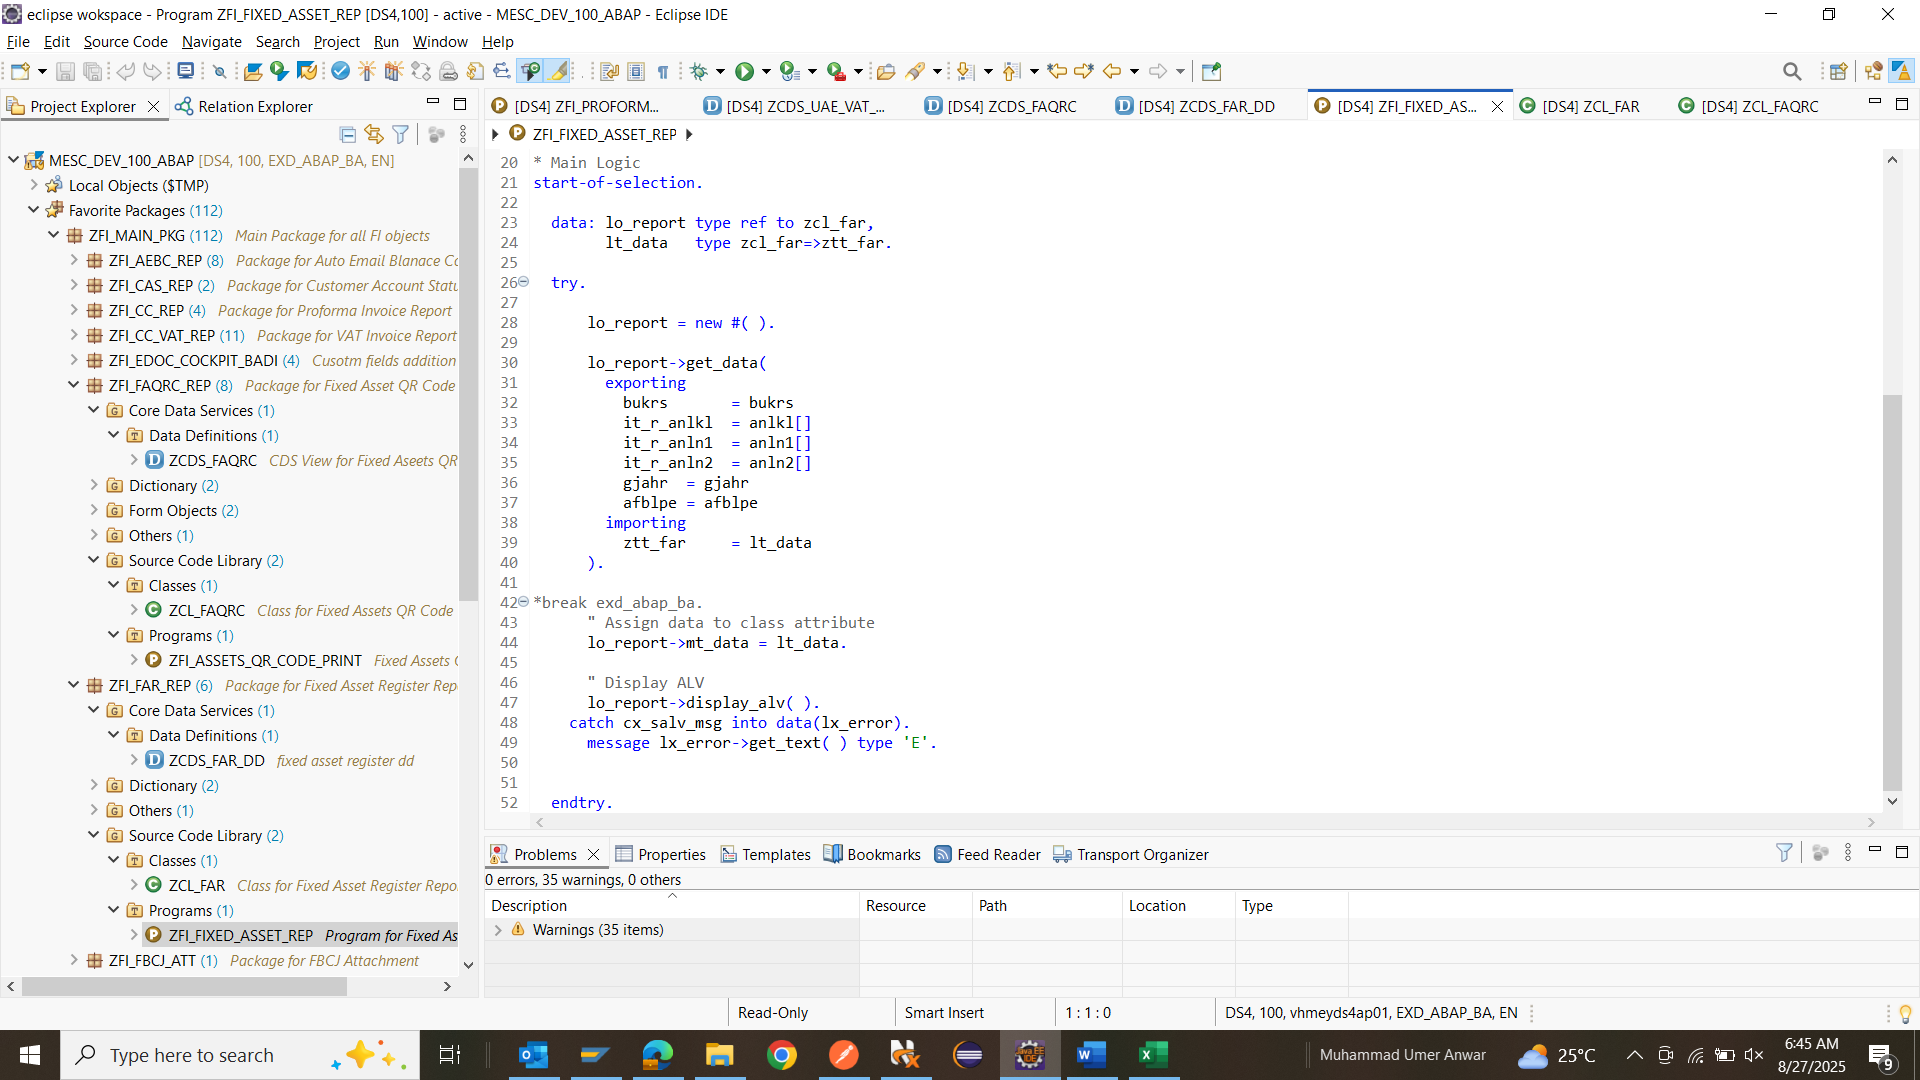 eclipse wokspace - Program ZFI_FIXED_ASSET_REP [DS4,100] - active - MESC_DEV_100_ABAP - Eclipse IDE
File Edit Source Code Navigate Search Project Run Window Help
Project Explorer
Relation Explorer
MESC_DEV_100_ABAP [DS4, 100, EXD_ABAP_BA, EN]
Local Objects ($TMP)
Favorite Packages (112)
ZFI_MAIN_PKG (112) Main Package for all FI objects
ZFI_AEBC_REP (8) Package for Auto Email Blanace Co
ZFI_CAS_REP (2) Package for Customer Account Statu
ZFI_CC_REP (4) Package for Proforma Invoice Report
ZFI_CC_VAT_REP (11) Package for VAT Invoice Report
ZFI_EDOC_COCKPIT_BADI (4) Cusotm fields addition
ZFI_FAQRC_REP (8) Package for Fixed Asset QR Code
Core Data Services (1)
Data Definitions (1)
ZCDS_FAQRC CDS View for Fixed Aseets QR
Dictionary (2)
Form Objects (2)
Others (1)
Source Code Library (2)
Classes (1)
ZCL_FAQRC Class for Fixed Assets QR Code
Programs (1)
ZFI_ASSETS_QR_CODE_PRINT Fixed Assets
ZFI_FAR_REP (6) Package for Fixed Asset Register Rep
Core Data Services (1)
Data Definitions (1)
ZCDS_FAR_DD fixed asset register dd
Dictionary (2)
Others (1)
Source Code Library (2)
Classes (1)
ZCL_FAR Class for Fixed Asset Register Repo
Programs (1)
ZFI_FIXED_ASSET_REP Program for Fixed As
ZFI_FBCJ_ATT (1) Package for FBCJ Attachment
[DS4] ZFI_PROFORM...
[DS4] ZCDS_UAE_VAT_...
[DS4] ZCDS_FAQRC
[DS4] ZCDS_FAR_DD
[DS4] ZFI_FIXED_AS...
[DS4] ZCL_FAR
[DS4] ZCL_FAQRC
ZFI_FIXED_ASSET_REP
20 * Main Logic
21 start-of-selection.
22
23 data: lo_report type ref to zcl_far,
24 lt_data type zcl_far=>ztt_far.
25
26 try.
27
28 lo_report = new #( ).
29
30 lo_report->get_data(
31 exporting
32 bukrs = bukrs
33 it_r_anlkl = anlkl[]
34 it_r_anln1 = anln1[]
35 it_r_anln2 = anln2[]
36 gjahr = gjahr
37 afblpe = afblpe
38 importing
39 ztt_far = lt_data
40 ).
41
42 *break exd_abap_ba.
43 " Assign data to class attribute
44 lo_report->mt_data = lt_data.
45
46 " Display ALV
47 lo_report->display_alv( ).
48 catch cx_salv_msg into data(lx_error).
49 message lx_error->get_text( ) type 'E'.
50
51
52 endtry.
Problems
Properties
Templates
Bookmarks
Feed Reader
Transport Organizer
0 errors, 35 warnings, 0 others
Description Resource Path Location Type
Warnings (35 items)
Read-Only
Smart Insert
1 : 1 : 0
DS4, 100, vhmeyds4ap01, EXD_ABAP_BA, EN
Type here to search
Muhammad Umer Anwar
25°C
6:45 AM
8/27/2025
9